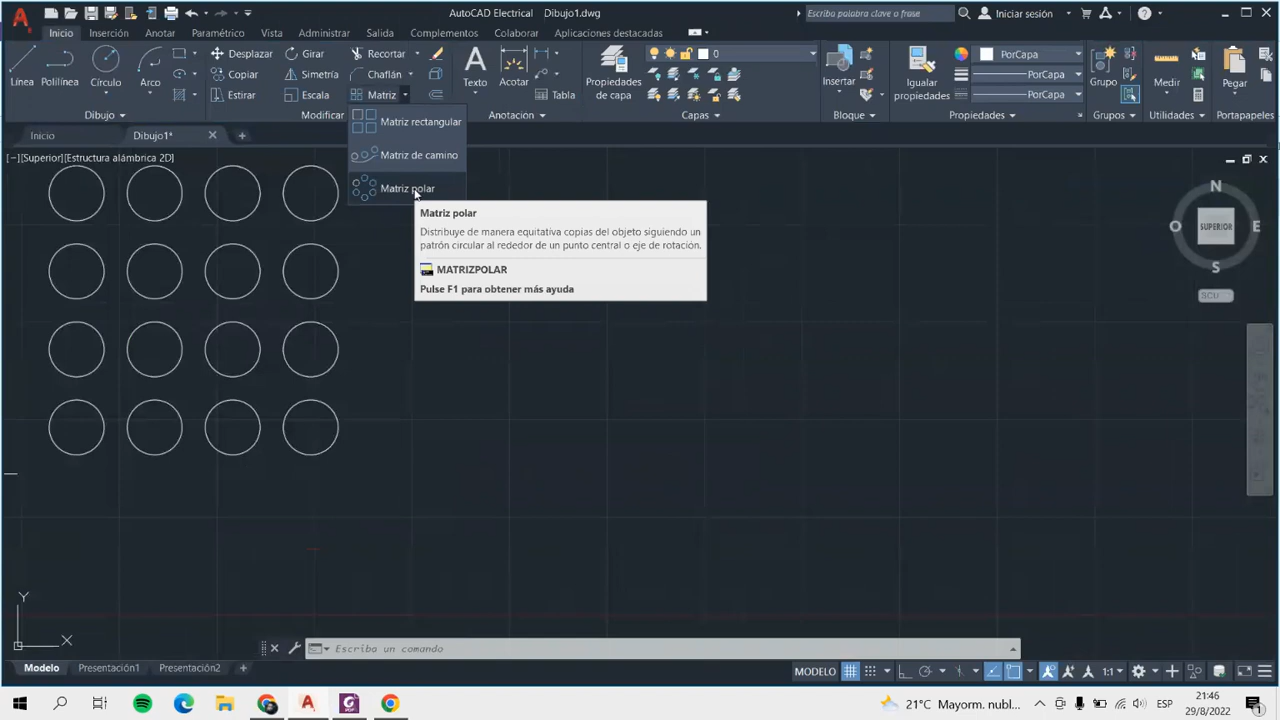 AutoCAD Electrical Dibujo1.dwg
Escriba palabra clave o frase
Iniciar sesión
Inicio Inserción Anotar Paramétrico Vista Administrar Salida Complementos Colaborar Aplicaciones destacadas
Línea Polilínea Círculo Arco
Desplazar Girar Recortar
Copiar Simetría Chaflán
Estirar Escala Matriz
Texto Acotar Tabla
Propiedades de capa
0
Insertar
Igualar propiedades
PorCapa
PorCapa
PorCapa
Grupo Medir Pegar
Dibujo Modificar Anotación Capas Bloque Propiedades Grupos Utilidades Portapapeles
Matriz rectangular
Matriz de camino
Matriz polar
Inicio Dibujo1*
[−][Superior][Estructura alámbrica 2D]
Matriz polar
Distribuye de manera equitativa copias del objeto siguiendo un
patrón circular al rededor de un punto central o eje de rotación.
MATRIZPOLAR
Pulse F1 para obtener más ayuda
N
O SUPERIOR E
S
SCU
Y
X
Escriba un comando
Modelo Presentación1 Presentación2
MODELO 1:1
21°C Mayorm. nubl...
ESP
21:46
29/8/2022
1